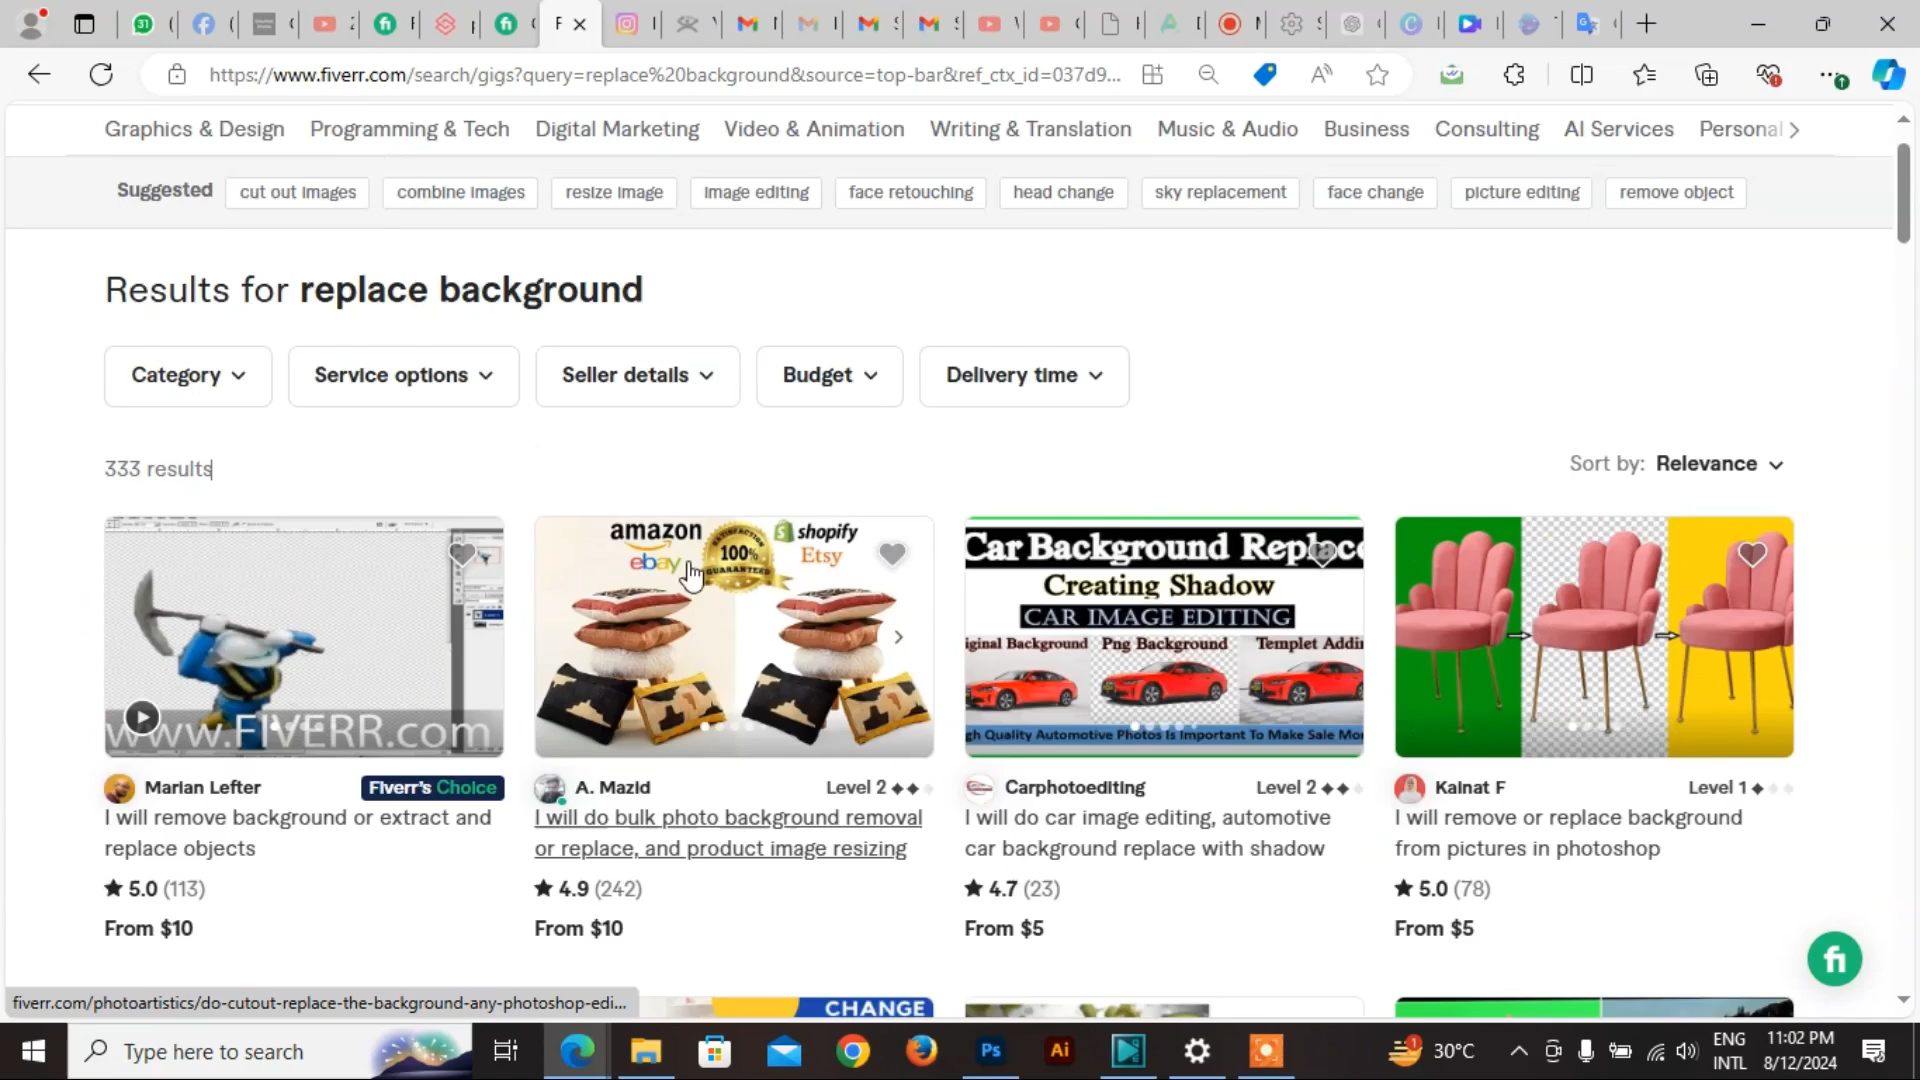 https://www.fiverr.com/search/gigs?query=replace%20background&source=top-bar&ref_ctx_id=037d9...
Graphics & Design Programming & Tech Digital Marketing Video & Animation Writing & Translation Music & Audio Business Consulting AI Services Personal
Suggested cut out images combine images resize image image editing face retouching head change sky replacement face change picture editing remove object
Results for replace background
Category Service options Seller details Budget Delivery time
333 results
Sort by: Relevance
www.FIVERR.com
amazon
ebay
100%
SATISFACTION
GUARANTEED
shopify
Etsy
Car Background Replace
Creating Shadow
CAR IMAGE EDITING
iginal Background Png Background Templet Addin
gh Quality Automotive Photos Is Important To Make Sale Mor
Marian Lefter Fiverr's Choice
I will remove background or extract and
replace objects
5.0 (113)
From $10
A. Mazid Level 2
I will do bulk photo background removal
or replace, and product image resizing
4.9 (242)
From $10
Carphotoediting Level 2
I will do car image editing, automotive
car background replace with shadow
4.7 (23)
From $5
Kainat F Level 1
I will remove or replace background
from pictures in photoshop
5.0 (78)
From $5
fi
fiverr.com/photoartistics/do-cutout-replace-the-background-any-photoshop-edi...
CHANGE
Type here to search
Ps
Ai
30°C
ENG
INTL
11:02 PM
8/12/2024